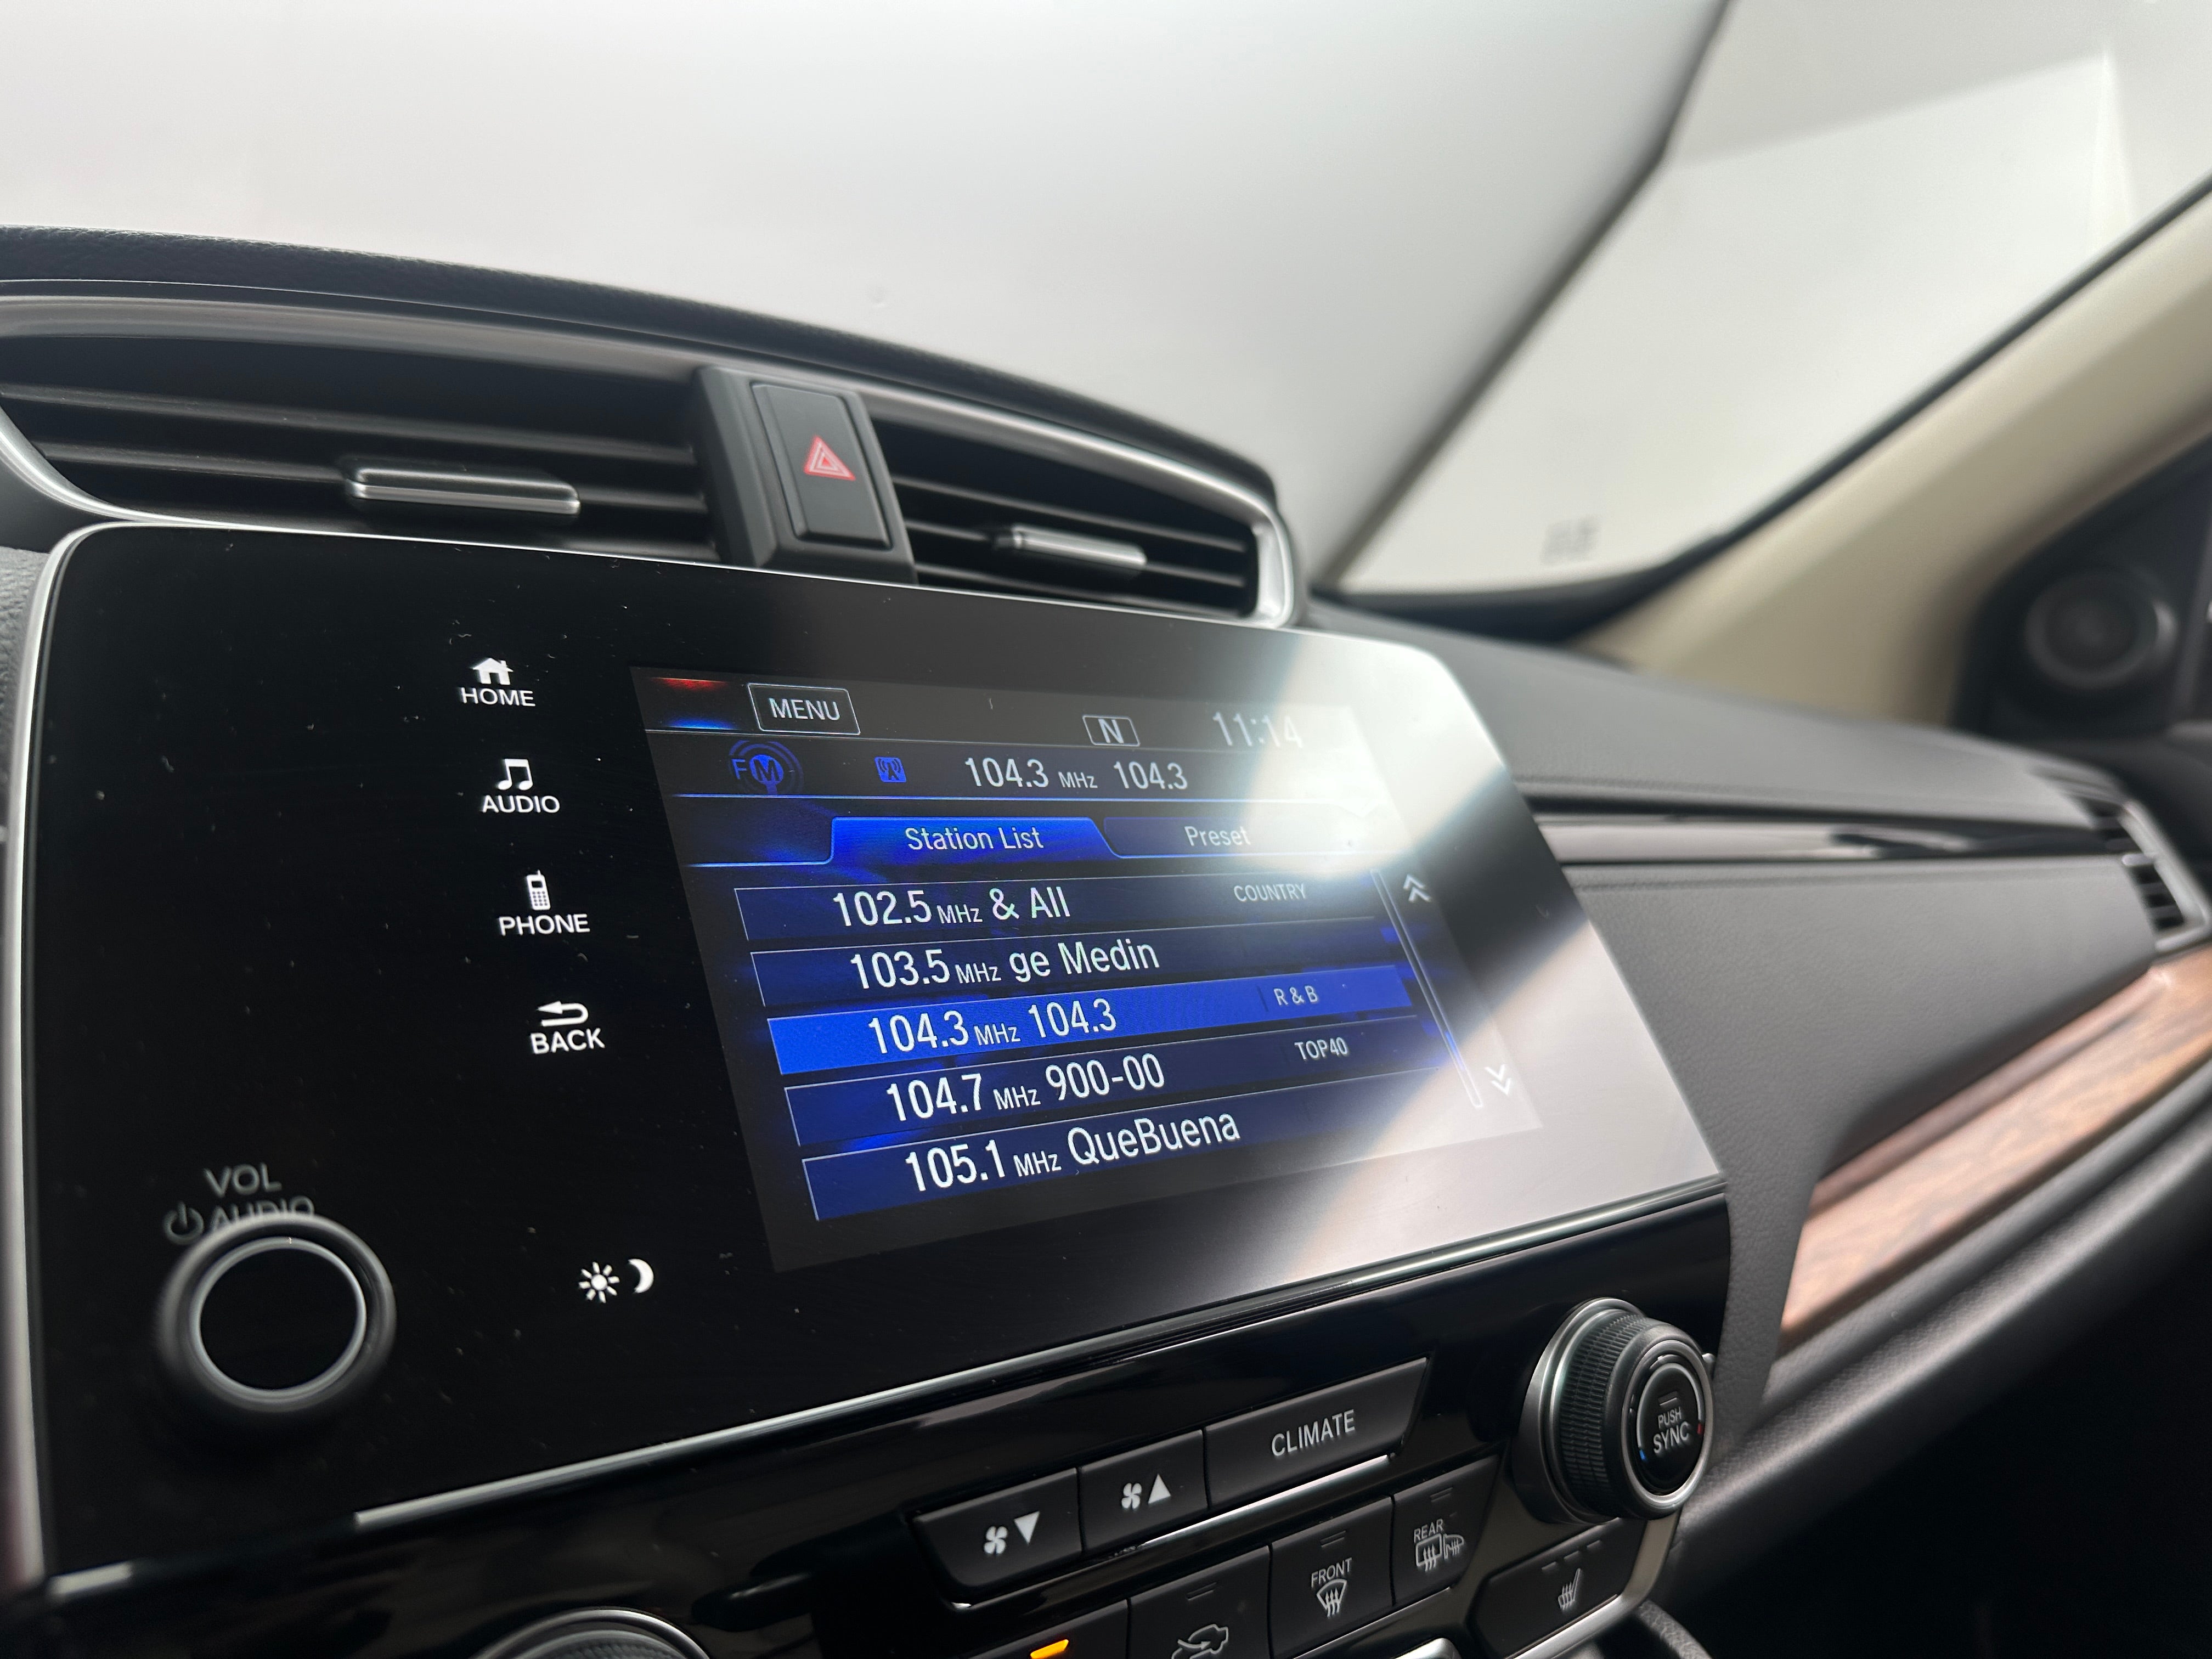 HOME
AUDIO
PHONE
BACK
VOL
AUDIO
MENU
N
11:14
FM
104.3 MHz 104.3
Station List
Preset
102.5 MHz & All COUNTRY
103.5 MHz ge Medin
104.3 MHz 104.3 R & B
104.7 MHz 900-00 TOP40
105.1 MHz QueBuena
CLIMATE
PUSH
SYNC
FRONT
REAR